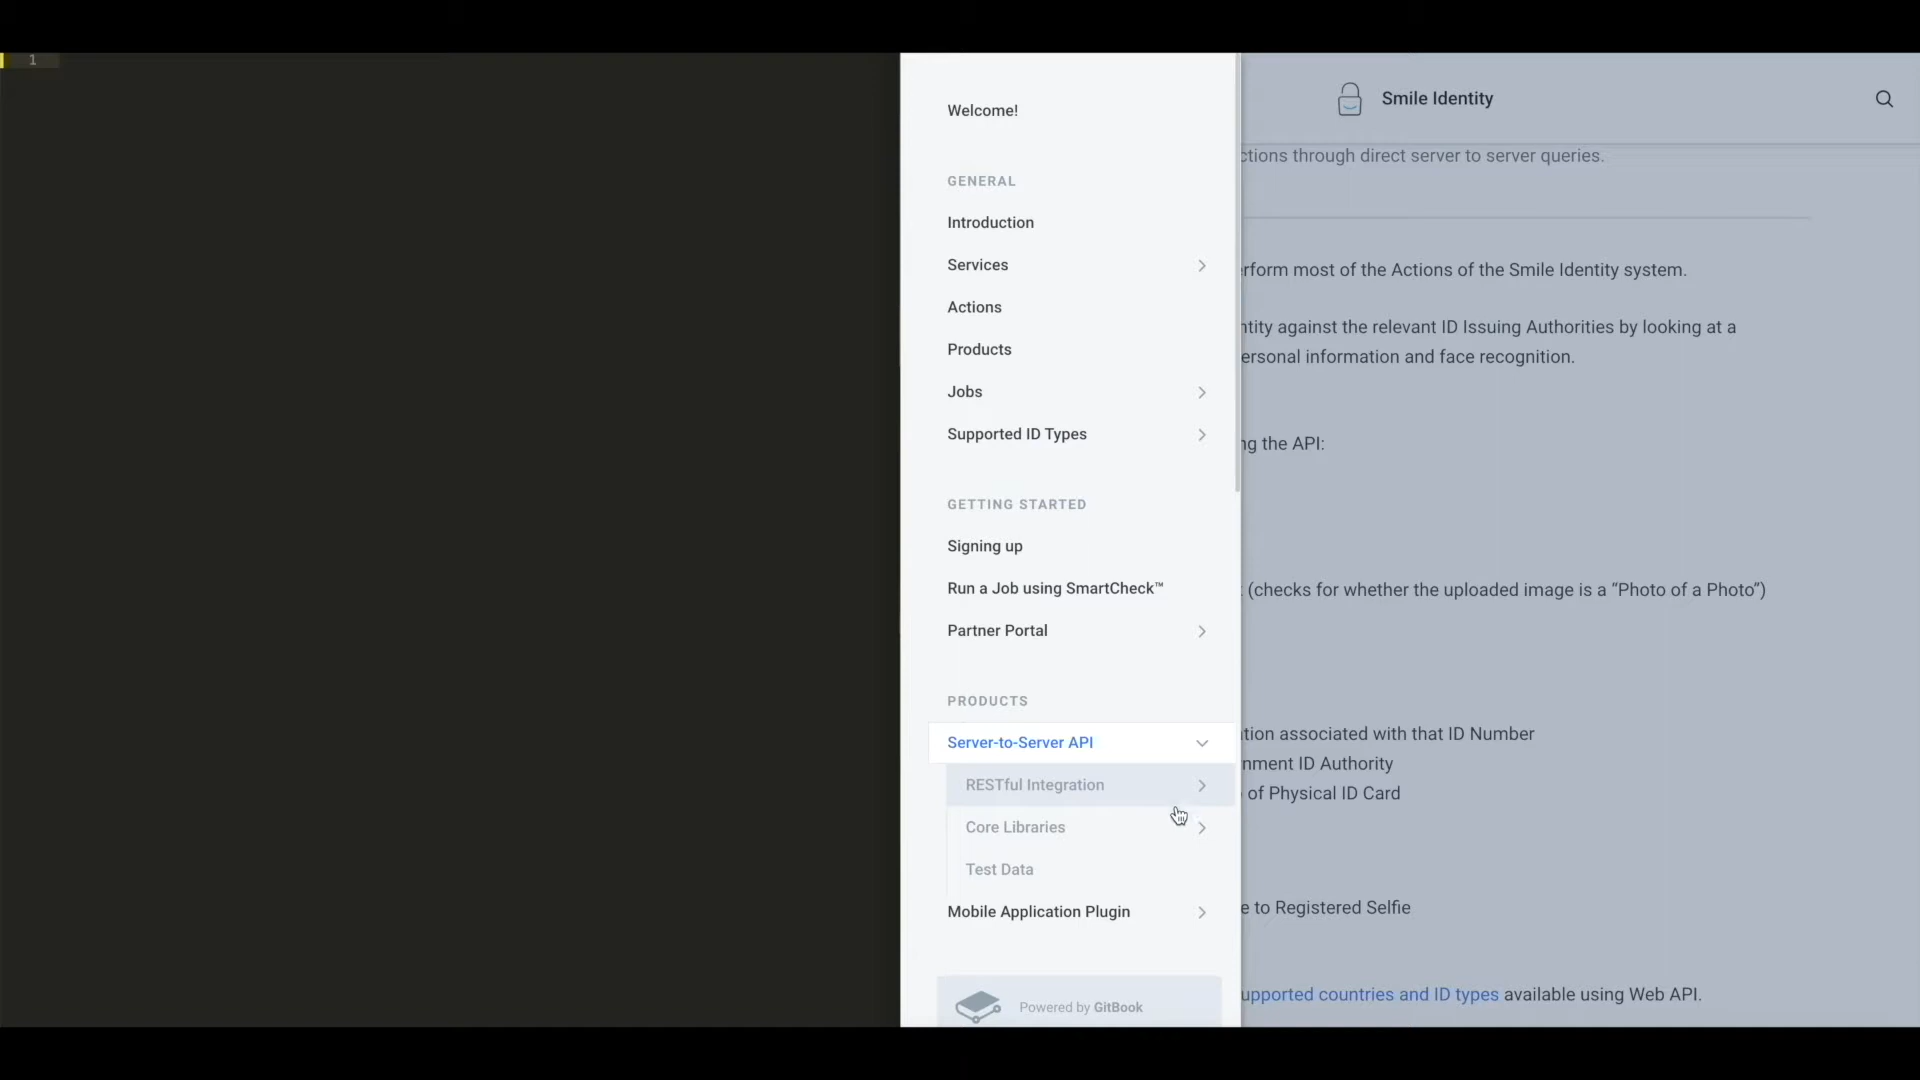 1
Welcome!
GENERAL
Introduction
Services
Actions
Products
Jobs
Supported ID Types
GETTING STARTED
Signing up
Run a Job using SmartCheck™
Partner Portal
PRODUCTS
Server-to-Server API
RESTful Integration
Core Libraries
Test Data
Mobile Application Plugin
Powered by GitBook
Smile Identity
ctions through direct server to server queries.
rform most of the Actions of the Smile Identity system.
ntity against the relevant ID Issuing Authorities by looking at a
ersonal information and face recognition.
ng the API:
(checks for whether the uploaded image is a “Photo of a Photo”)
tion associated with that ID Number
nment ID Authority
of Physical ID Card
e to Registered Selfie
upported countries and ID types available using Web API.